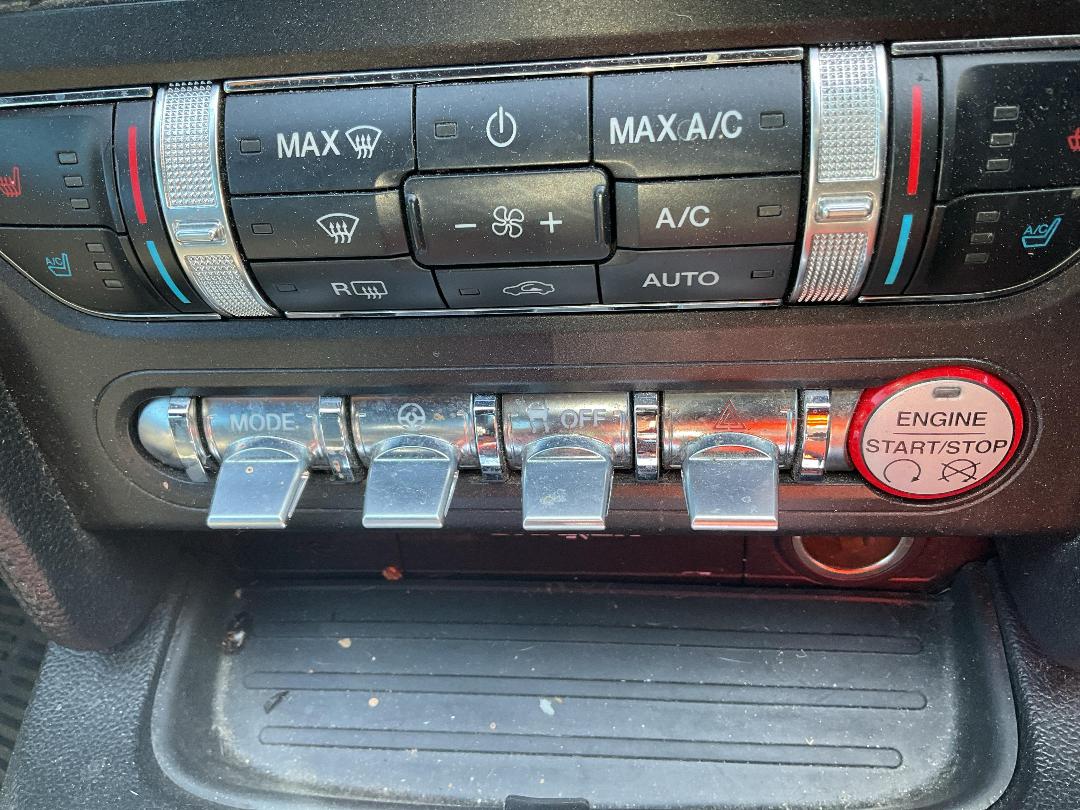 MAX
MAX A/C
- +
A/C
R
AUTO
A/C
A/C
MODE
OFF
ENGINE
START/STOP